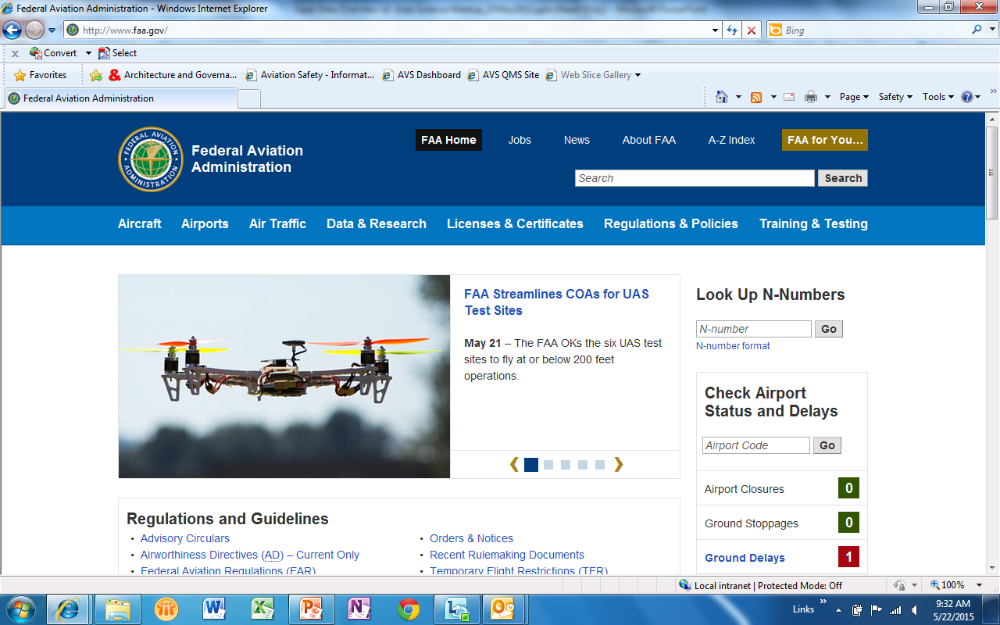 Federal Aviation Administration - Windows Internet Explorer
http://www.faa.gov/
Bing
x Convert Select
Favorites Architecture and Governa... Aviation Safety - Informat... AVS Dashboard AVS QMS Site Web Slice Gallery
Federal Aviation Administration
Page Safety Tools
FEDERAL AVIATION ADMINISTRATION
Federal Aviation
Administration
FAA Home Jobs News About FAA A-Z Index FAA for You...
Search Search
Aircraft Airports Air Traffic Data & Research Licenses & Certificates Regulations & Policies Training & Testing
FAA Streamlines COAs for UAS
Test Sites
May 21 – The FAA OKs the six UAS test
sites to fly at or below 200 feet
operations.
Look Up N-Numbers
N-number Go
N-number format
Check Airport
Status and Delays
Airport Code Go
Airport Closures 0
Ground Stoppages 0
Ground Delays 1
Regulations and Guidelines
• Advisory Circulars
• Airworthiness Directives (AD) – Current Only
• Federal Aviation Regulations (FAR)
• Orders & Notices
• Recent Rulemaking Documents
• Temporary Flight Restrictions (TFR)
Local intranet | Protected Mode: Off
100%
Links
9:32 AM
5/22/2015